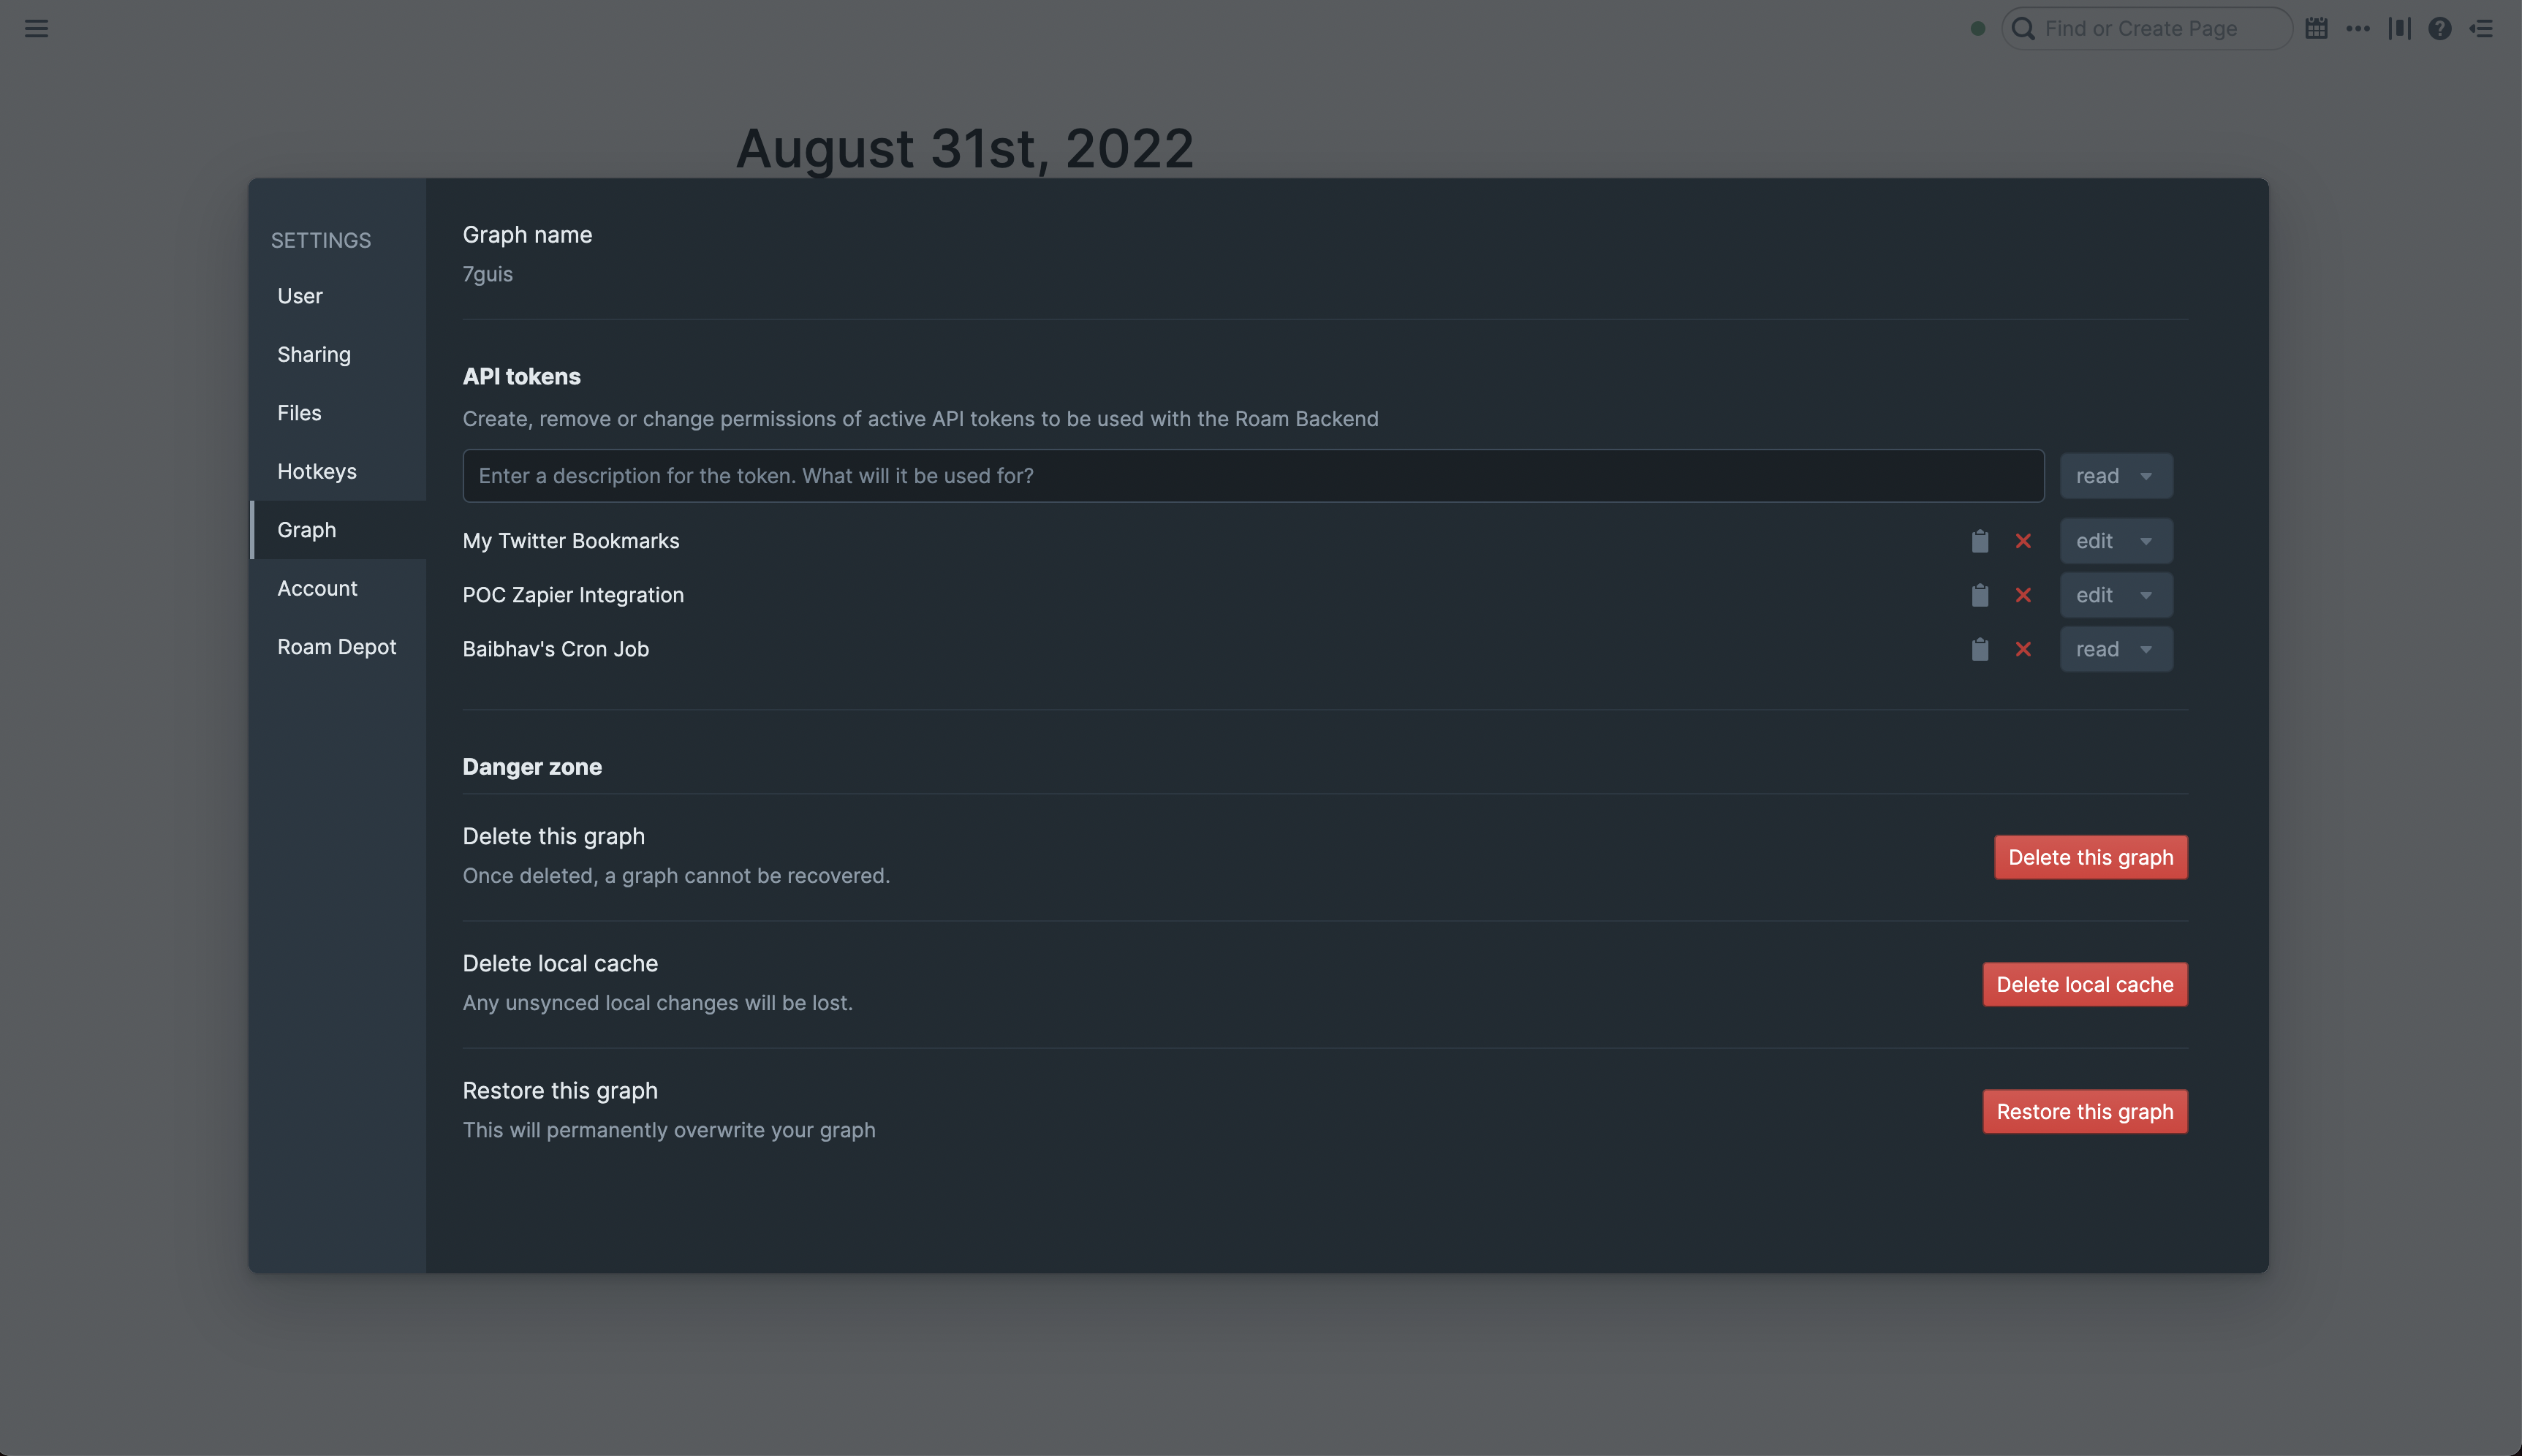 Find or Create Page
August 31st, 2022
SETTINGS
User
Sharing
Files
Hotkeys
Graph
Account
Roam Depot
Graph name
7guis
API tokens
Create, remove or change permissions of active API tokens to be used with the Roam Backend
Enter a description for the token. What will it be used for?
read
My Twitter Bookmarks
edit
POC Zapier Integration
edit
Baibhav's Cron Job
read
Danger zone
Delete this graph
Once deleted, a graph cannot be recovered.
Delete this graph
Delete local cache
Any unsynced local changes will be lost.
Delete local cache
Restore this graph
This will permanently overwrite your graph
Restore this graph